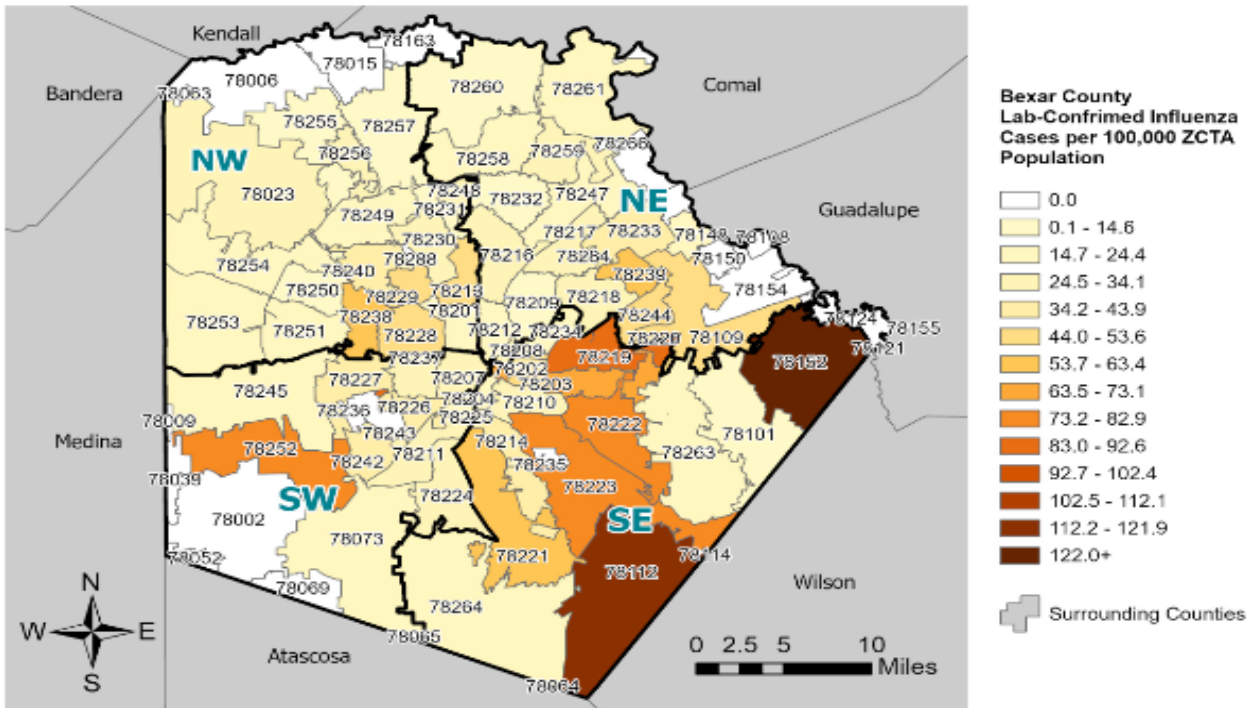 Kendall
78163
78015
Comal
78006
78260
78261
Bandera
78063
78255
78257
78256
78258
78259
78266
NW
78023
78248
78232
78247
NE
78249
78231
78217
78233
Guadalupe
78230
78148
78288
78216
78284
78150
78254
78240
78239
78250
78229
78213
78154
78209
78218
78238
78201
78244
78253
78251
78228
78212
78234
78109
78124
78155
78220
78121
78208
78219
78237
78152
78202
78245
78227
78207
78203
78204
78210
78236
78226
78009
78225
78222
78101
Medina
78243
78252
78214
78242
78211
78235
78263
78039
78223
SW
78224
78002
SE
78073
78221
78114
78052
78112
Wilson
78069
78264
78065
Atascosa
78064
N
W E
S
0 2.5 5 10
Miles
Bexar County
Lab-Confrimed Influenza
Cases per 100,000 ZCTA
Population
0.0
0.1 - 14.6
14.7 - 24.4
24.5 - 34.1
34.2 - 43.9
44.0 - 53.6
53.7 - 63.4
63.5 - 73.1
73.2 - 82.9
83.0 - 92.6
92.7 - 102.4
102.5 - 112.1
112.2 - 121.9
122.0+
Surrounding Counties